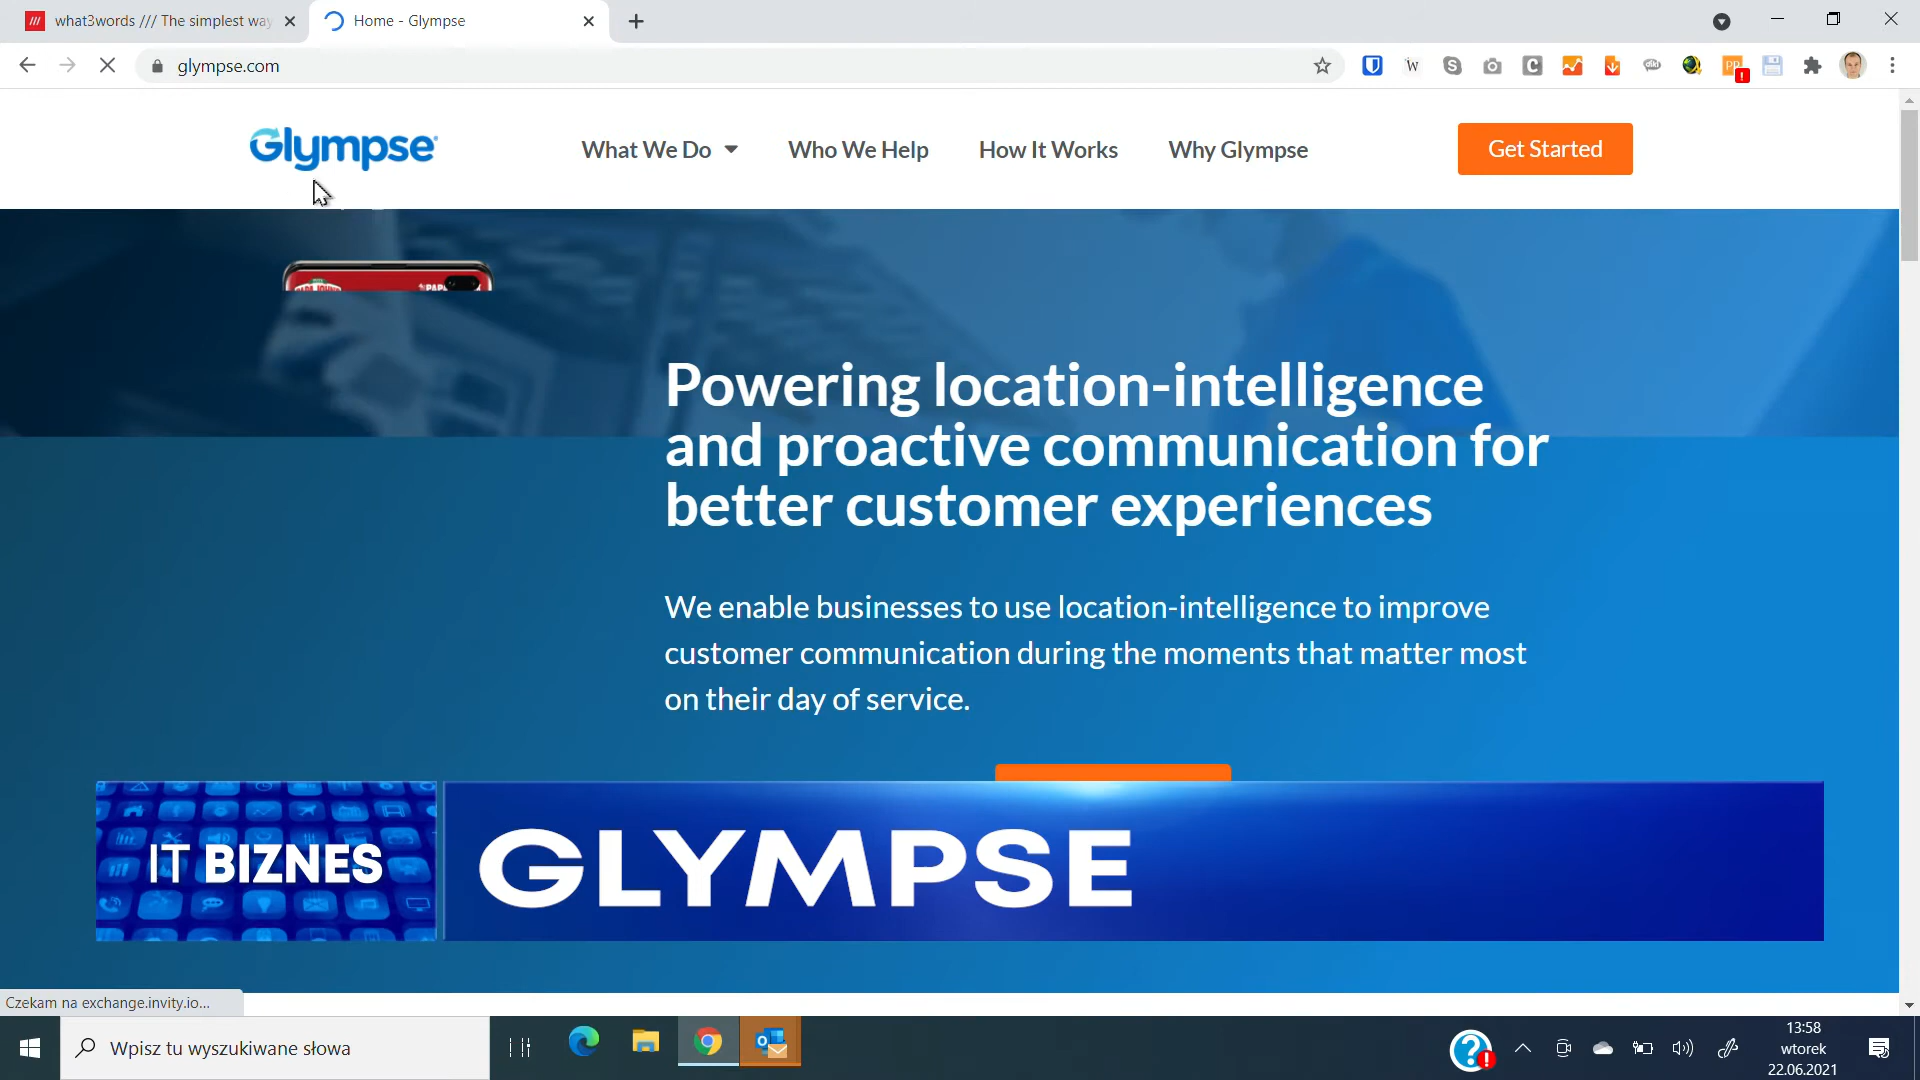 what3words /// The simplest way
Home - Glympse
glympse.com
Glympse
What We Do
Who We Help
How It Works
Why Glympse
Get Started
Powering location-intelligence
and proactive communication for
better customer experiences
We enable businesses to use location-intelligence to improve
customer communication during the moments that matter most
on their day of service.
IT BIZNES
GLYMPSE
Czekam na exchange.invity.io...
Wpisz tu wyszukiwane słowa
13:58
wtorek
22.06.2021